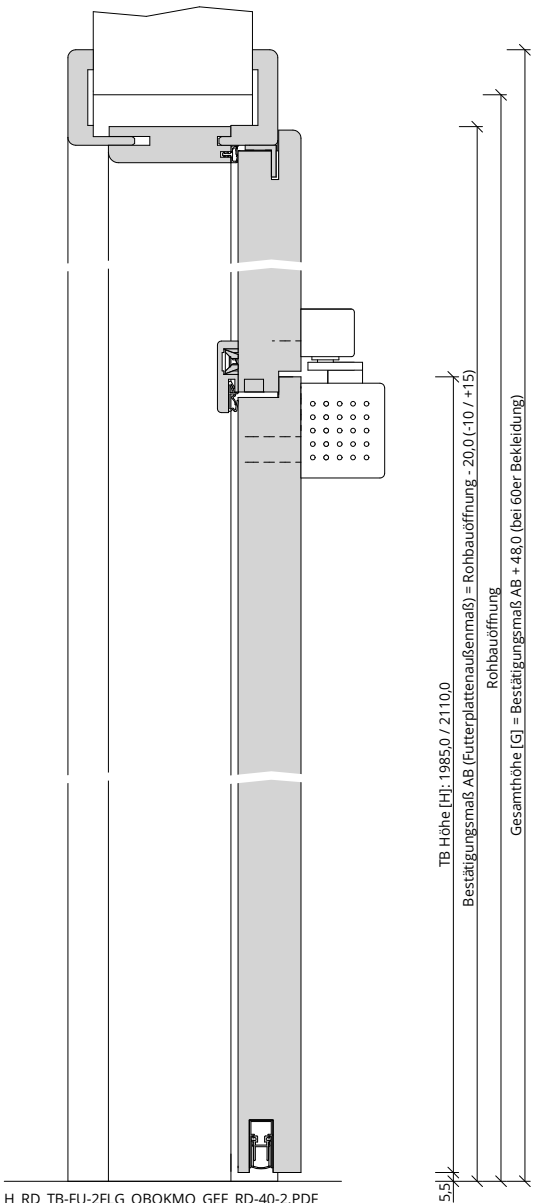 TB Höhe [H]: 1985,0 / 2110,0
Bestätigungsmaß AB (Futterplattenaußenmaß) = Rohbauöffnung - 20,0 (-10 / +15)
Rohbauöffnung
Gesamthöhe [G] = Bestätigungsmaß AB + 48,0 (bei 60er Bekleidung)
5,5
H_RD_TB-FU-2FLG_OBOKMO_GFF_RD-40-2.PDF